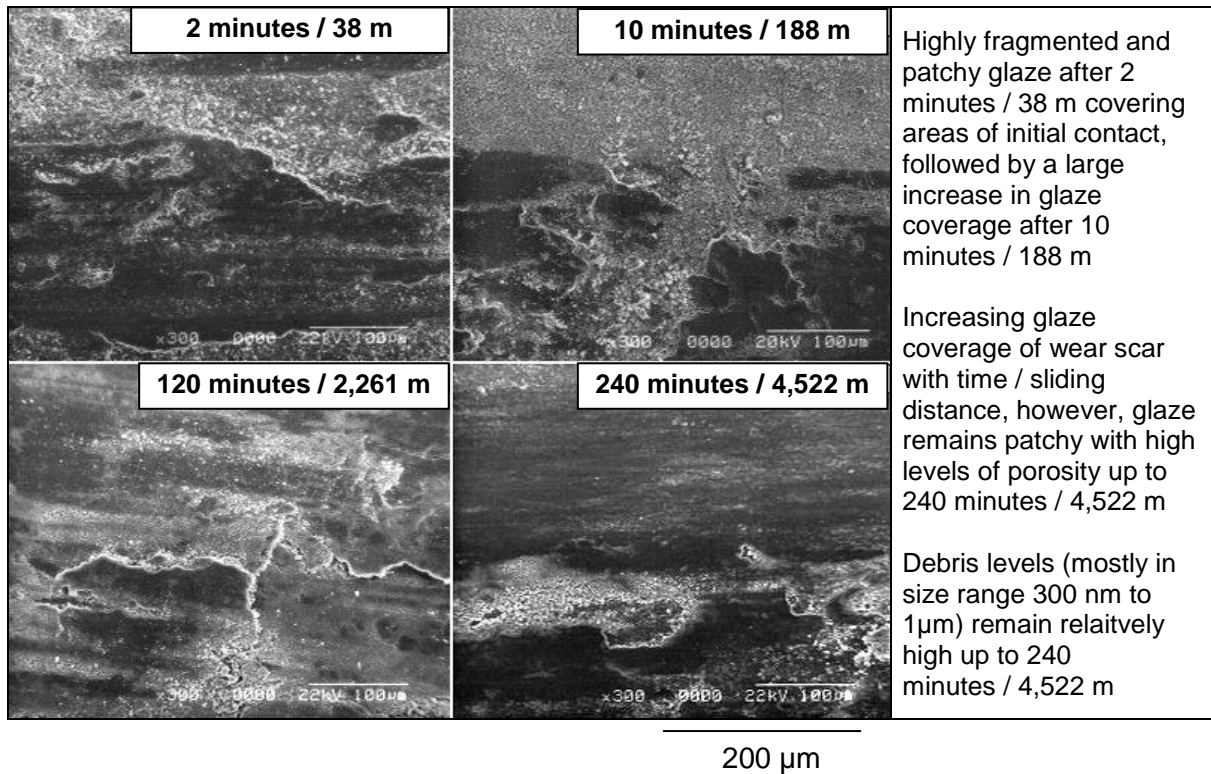 2 minutes / 38 m
10 minutes / 188 m
x300 0000 22kV 100µm
x300 0000 20kV 100µm
120 minutes / 2,261 m
240 minutes / 4,522 m
x300 0000 22kV 100µm
x300 0000 22kV 100µm
Highly fragmented and
patchy glaze after 2
minutes / 38 m covering
areas of initial contact,
followed by a large
increase in glaze
coverage after 10
minutes / 188 m
Increasing glaze
coverage of wear scar
with time / sliding
distance, however, glaze
remains patchy with high
levels of porosity up to
240 minutes / 4,522 m
Debris levels (mostly in
size range 300 nm to
1µm) remain relaitvely
high up to 240
minutes / 4,522 m
200 µm